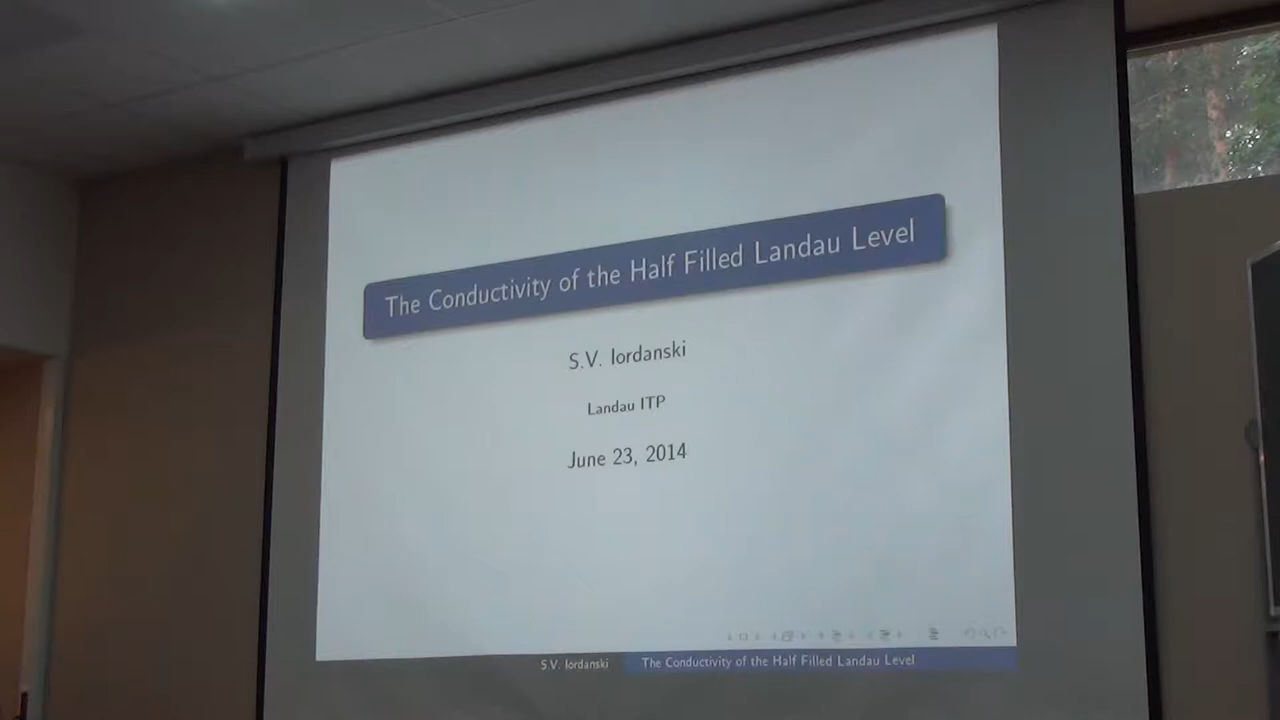 The Conductivity of the Half Filled Landau Level
S.V. Iordanski
Landau ITP
June 23, 2014
S.V. Iordanski The Conductivity of the Half Filled Landau Level